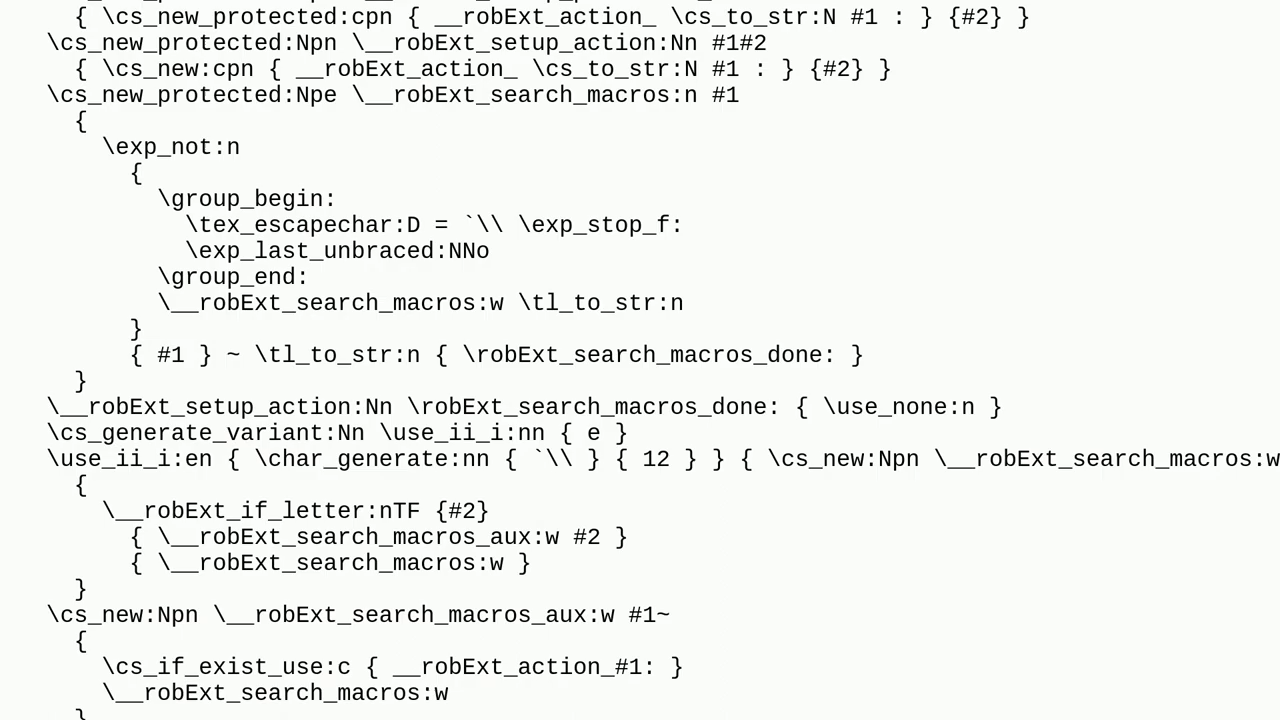 { \cs_new_protected:cpn { __robExt_action_ \cs_to_str:N #1 : } {#2} }
\cs_new_protected:Npn \__robExt_setup_action:Nn #1#2
{ \cs_new:cpn { __robExt_action_ \cs_to_str:N #1 : } {#2} }
\cs_new_protected:Npe \__robExt_search_macros:n #1
{
\exp_not:n
{
\group_begin:
\tex_escapechar:D = `\\ \exp_stop_f:
\exp_last_unbraced:NNo
\group_end:
\__robExt_search_macros:w \tl_to_str:n
}
{ #1 } ~ \tl_to_str:n { \robExt_search_macros_done: }
}
\__robExt_setup_action:Nn \robExt_search_macros_done: { \use_none:n }
\cs_generate_variant:Nn \use_ii_i:nn { e }
\use_ii_i:en { \char_generate:nn { `\\ } { 12 } } { \cs_new:Npn \__robExt_search_macros:w
{
\__robExt_if_letter:nTF {#2}
{ \__robExt_search_macros_aux:w #2 }
{ \__robExt_search_macros:w }
}
\cs_new:Npn \__robExt_search_macros_aux:w #1~
{
\cs_if_exist_use:c { __robExt_action_#1: }
\__robExt_search_macros:w
}